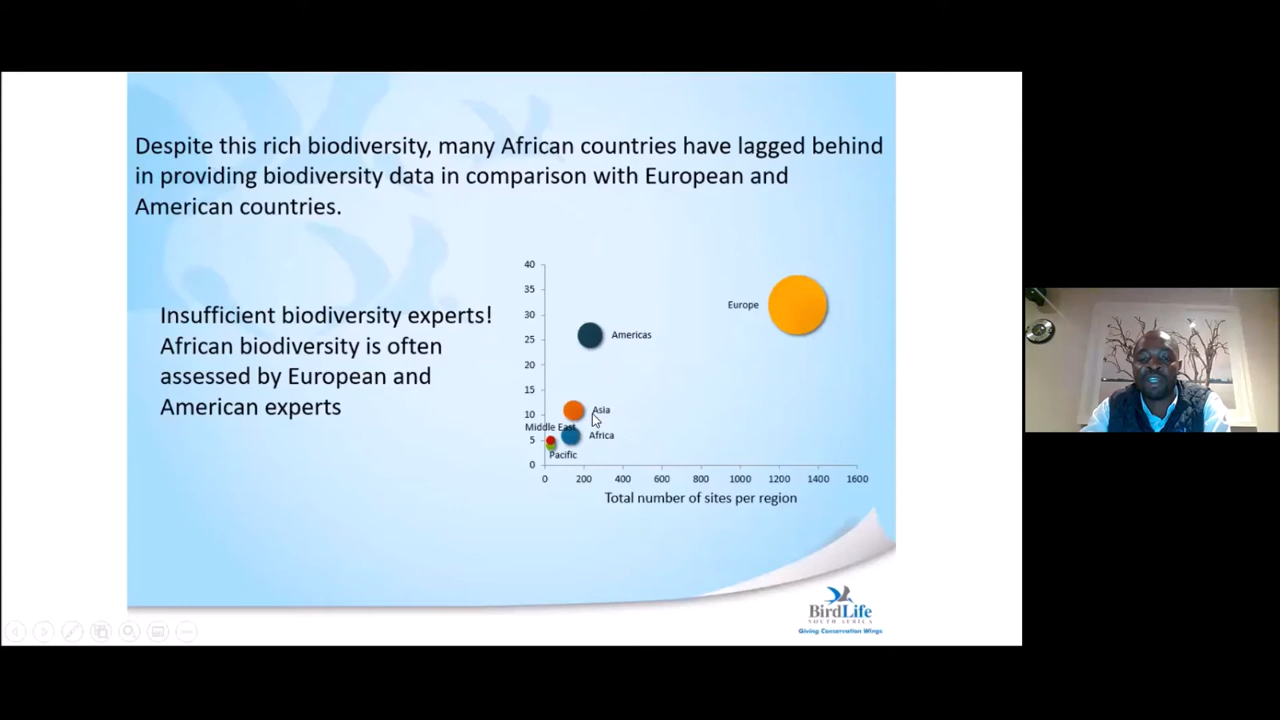 Despite this rich biodiversity, many African countries have lagged behind
in providing biodiversity data in comparison with European and
American countries.
Insufficient biodiversity experts!
African biodiversity is often
assessed by European and
American experts
40
35
30
25
20
15
10
5
0
Europe
Americas
Asia
Middle East
Africa
Pacific
0 200 400 600 800 1000 1200 1400 1600
Total number of sites per region
BirdLife
SOUTH AFRICA
Giving Conservation Wings